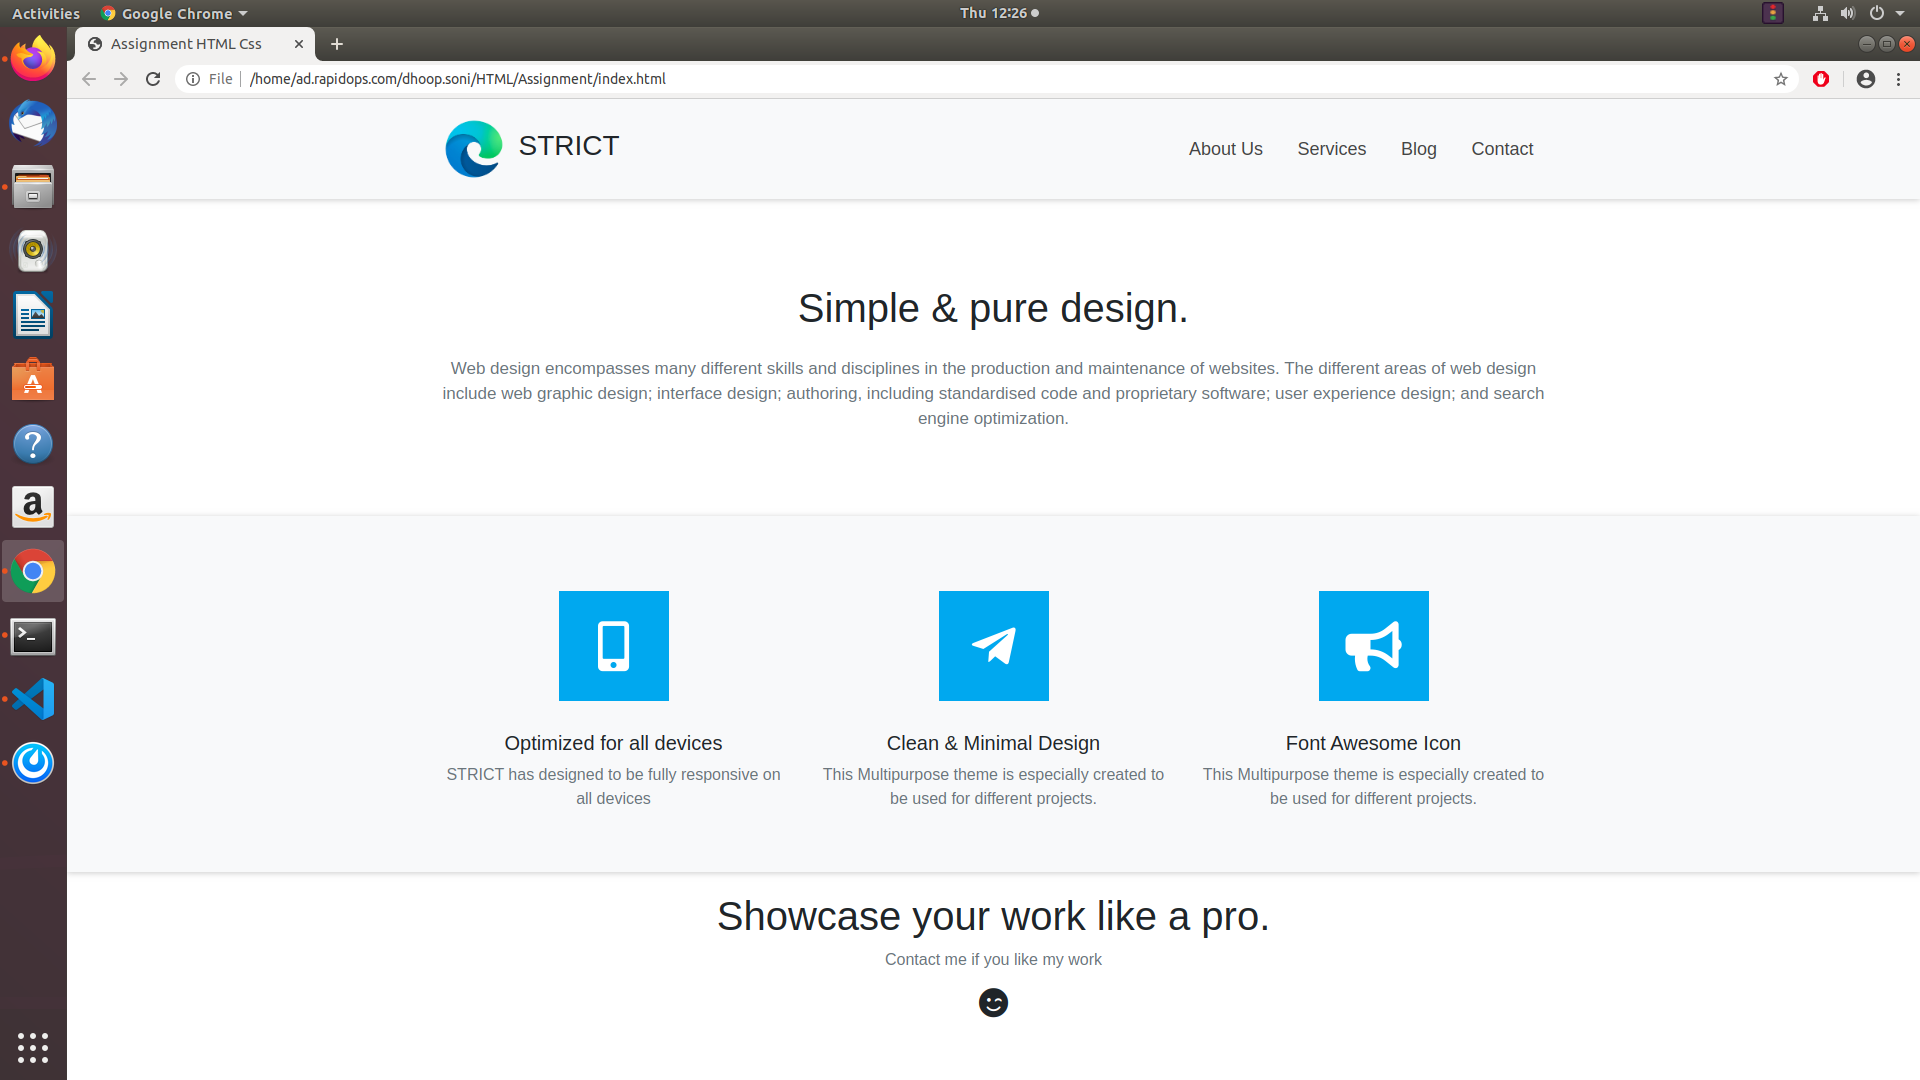 Activities
Google Chrome
Thu 12:26
Assignment HTML Css
File
/home/ad.rapidops.com/dhoop.soni/HTML/Assignment/index.html
STRICT
About Us
Services
Blog
Contact
Simple & pure design.
Web design encompasses many different skills and disciplines in the production and maintenance of websites. The different areas of web design
include web graphic design; interface design; authoring, including standardised code and proprietary software; user experience design; and search
engine optimization.
Optimized for all devices
STRICT has designed to be fully responsive on
all devices
Clean & Minimal Design
This Multipurpose theme is especially created to
be used for different projects.
Font Awesome Icon
This Multipurpose theme is especially created to
be used for different projects.
Showcase your work like a pro.
Contact me if you like my work